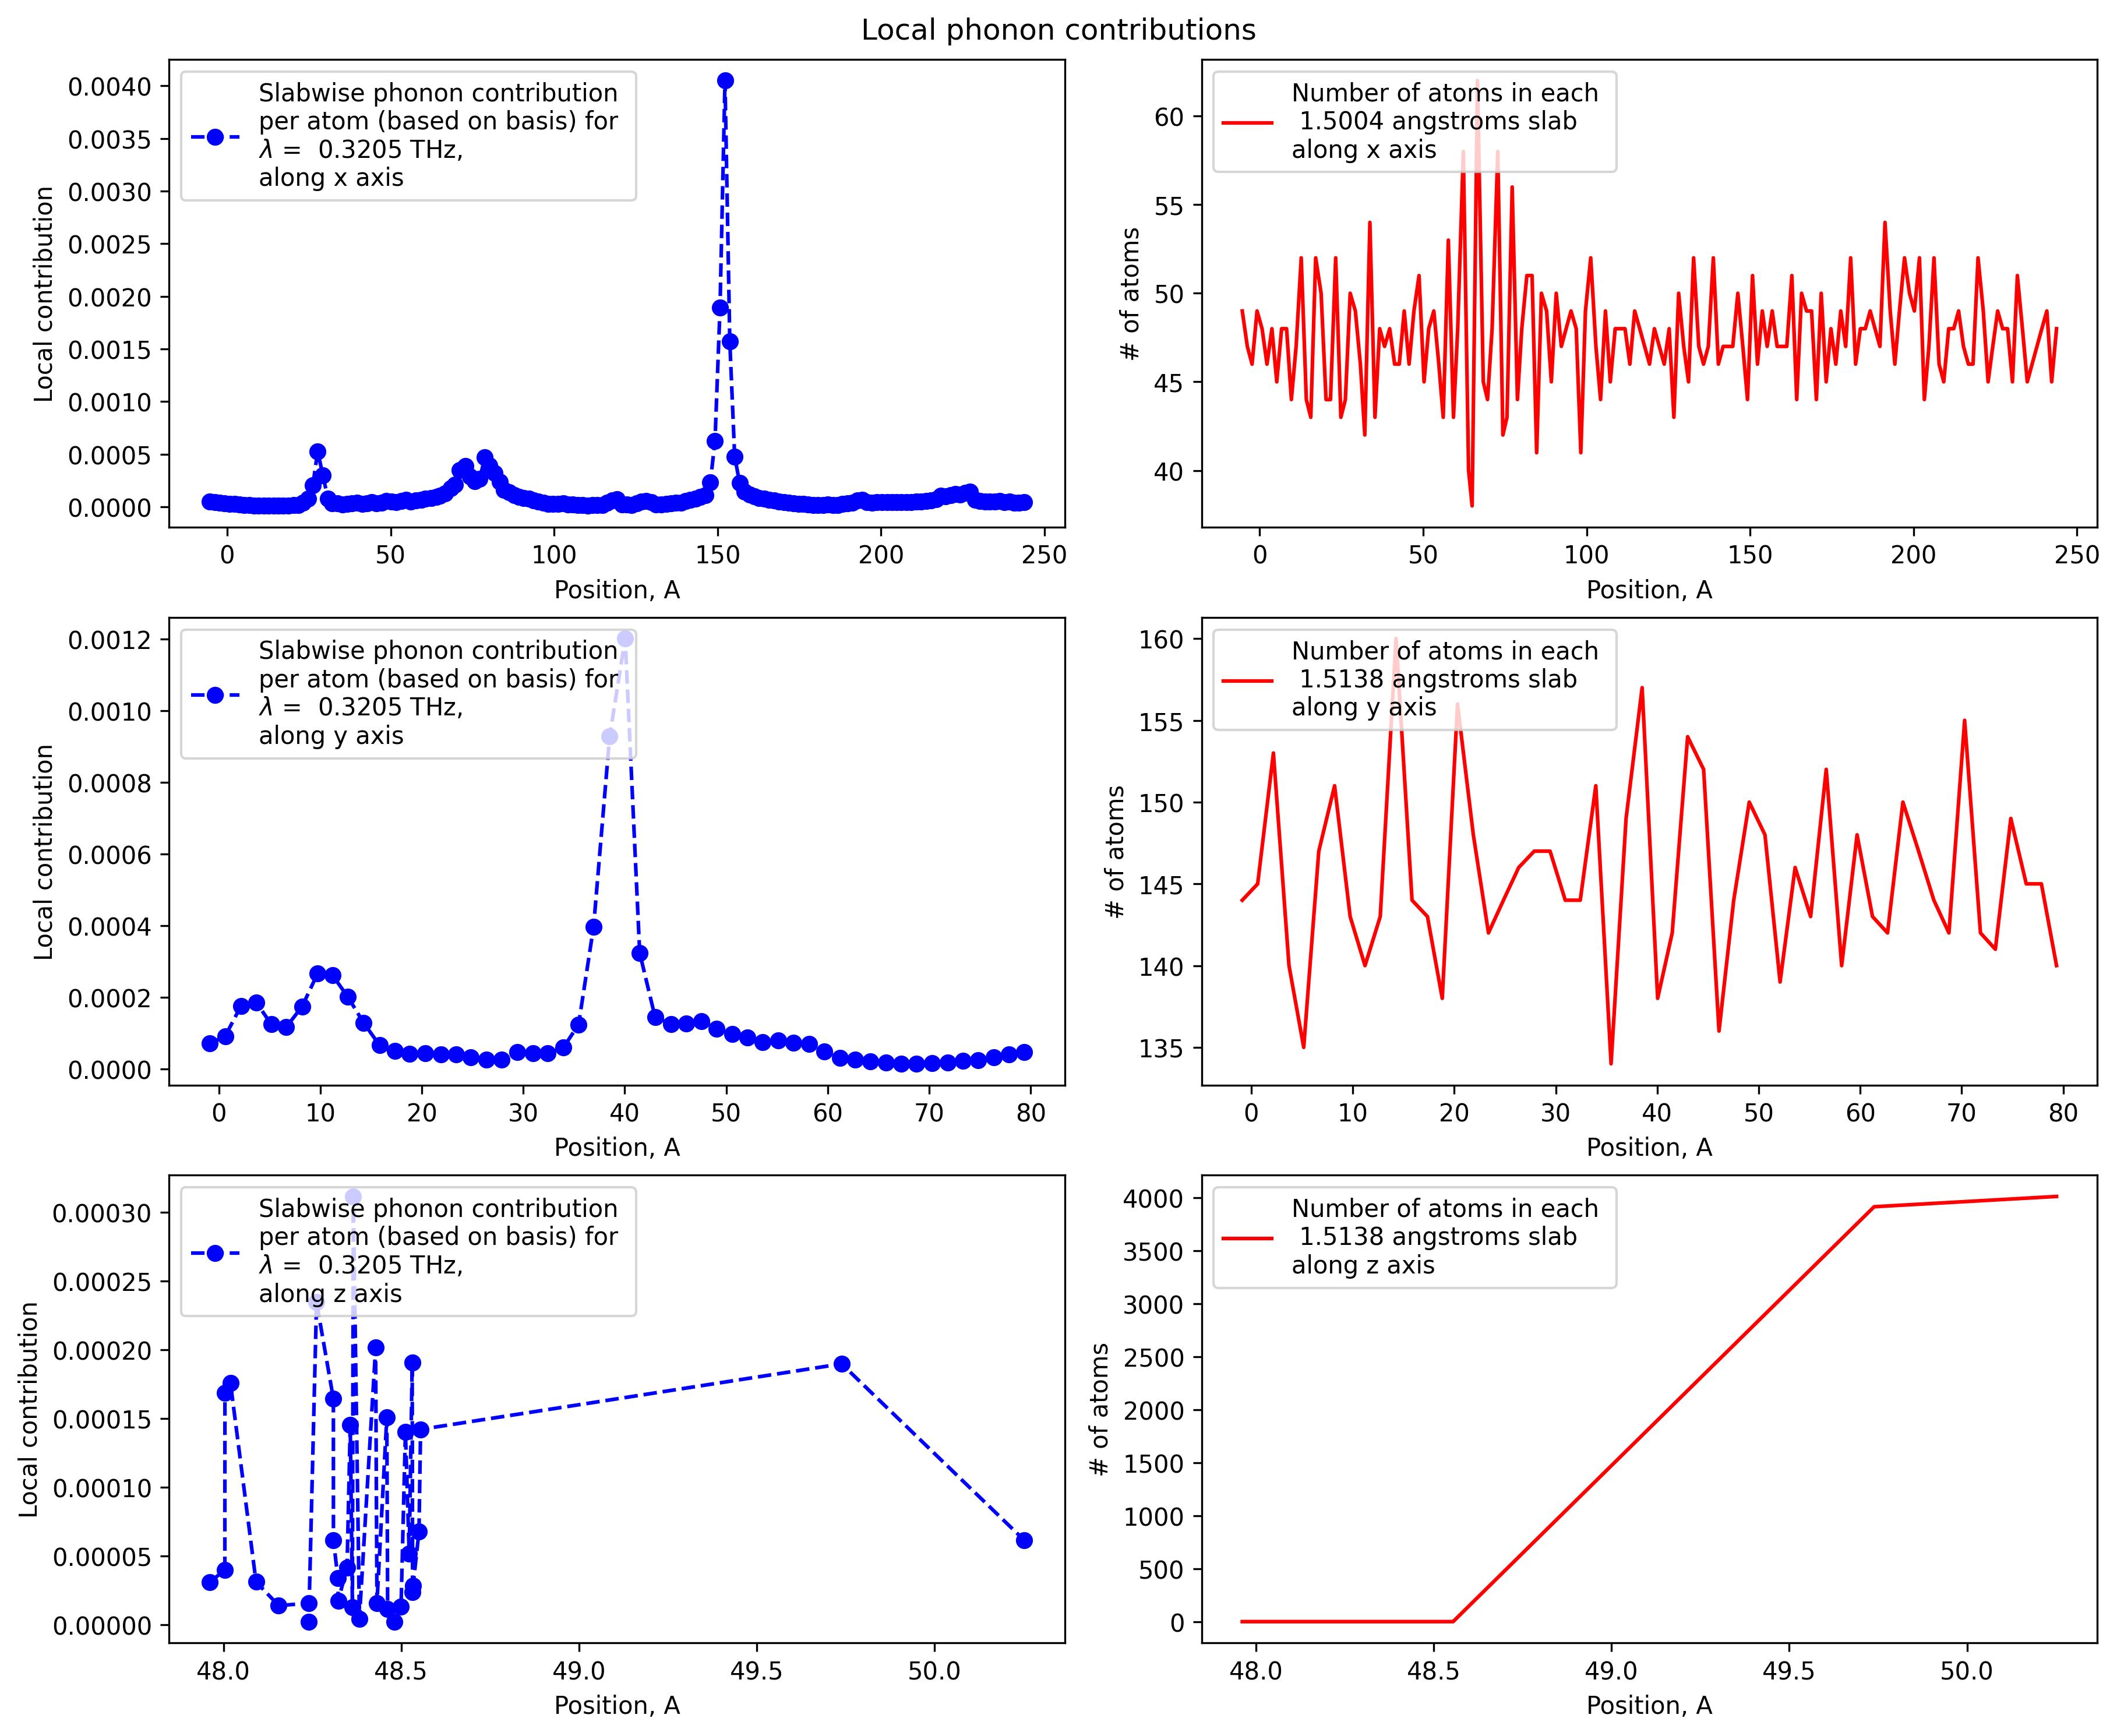 Local phonon contributions
Slabwise phonon contribution
per atom (based on basis) for
λ = 0.3205 THz,
along x axis
Local contribution
0.0040
0.0035
0.0030
0.0025
0.0020
0.0015
0.0010
0.0005
0.0000
0 50 100 150 200 250
Position, A
Number of atoms in each
1.5004 angstroms slab
along x axis
# of atoms
60
55
50
45
40
0 50 100 150 200 250
Position, A
Slabwise phonon contribution
per atom (based on basis) for
λ = 0.3205 THz,
along y axis
Local contribution
0.0012
0.0010
0.0008
0.0006
0.0004
0.0002
0.0000
0 10 20 30 40 50 60 70 80
Position, A
Number of atoms in each
1.5138 angstroms slab
along y axis
# of atoms
160
155
150
145
140
135
0 10 20 30 40 50 60 70 80
Position, A
Slabwise phonon contribution
per atom (based on basis) for
λ = 0.3205 THz,
along z axis
Local contribution
0.00030
0.00025
0.00020
0.00015
0.00010
0.00005
0.00000
48.0 48.5 49.0 49.5 50.0
Position, A
Number of atoms in each
1.5138 angstroms slab
along z axis
# of atoms
4000
3500
3000
2500
2000
1500
1000
500
0
48.0 48.5 49.0 49.5 50.0
Position, A